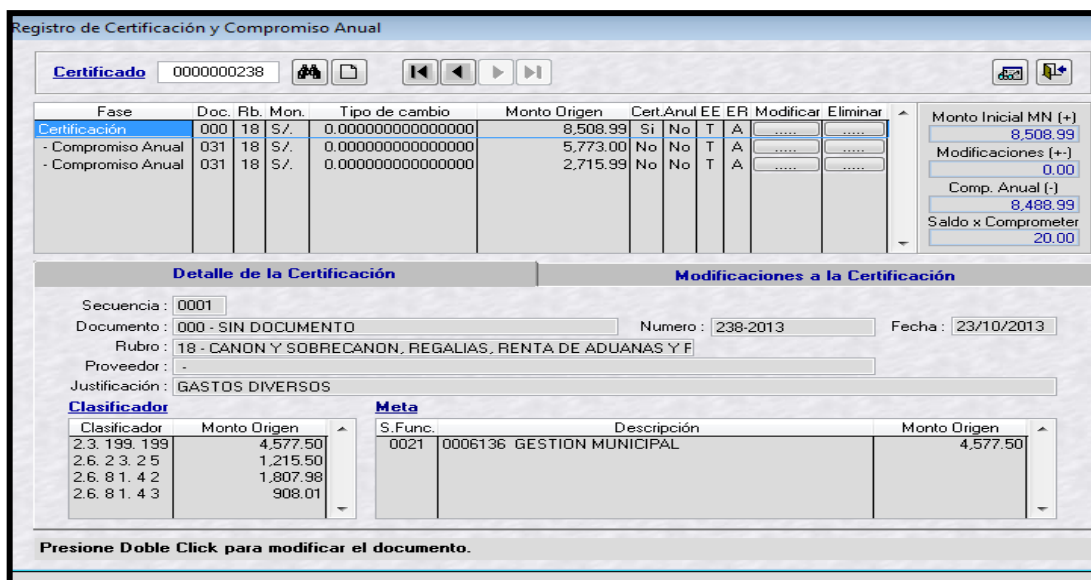 Registro de Certificación y Compromiso Anual
Certificado 0000000238
Fase Doc. Rb. Mon. Tipo de cambio Monto Origen Cert. Anul EE ER Modificar Eliminar
Certificación 000 18 S/. 0.000000000000000 8,508.99 Si No T A ..... .....
- Compromiso Anual 031 18 S/. 0.000000000000000 5,773.00 No No T A ..... .....
- Compromiso Anual 031 18 S/. 0.000000000000000 2,715.99 No No T A ..... .....
Monto Inicial MN (+)
8,508.99
Modificaciones (+-)
0.00
Comp. Anual (-)
8,488.99
Saldo x Comprometer
20.00
Detalle de la Certificación Modificaciones a la Certificación
Secuencia : 0001
Documento : 000 - SIN DOCUMENTO Numero : 238-2013 Fecha : 23/10/2013
Rubro : 18 - CANON Y SOBRECANON, REGALIAS, RENTA DE ADUANAS Y F
Proveedor : -
Justificación : GASTOS DIVERSOS
Clasificador Meta
Clasificador Monto Origen S.Func. Descripción Monto Origen
2.3. 199. 199 4,577.50 0021 0006136 GESTION MUNICIPAL 4,577.50
2.6. 2 3. 2 5 1,215.50
2.6. 8 1. 4 2 1,807.98
2.6. 8 1. 4 3 908.01
Presione Doble Click para modificar el documento.